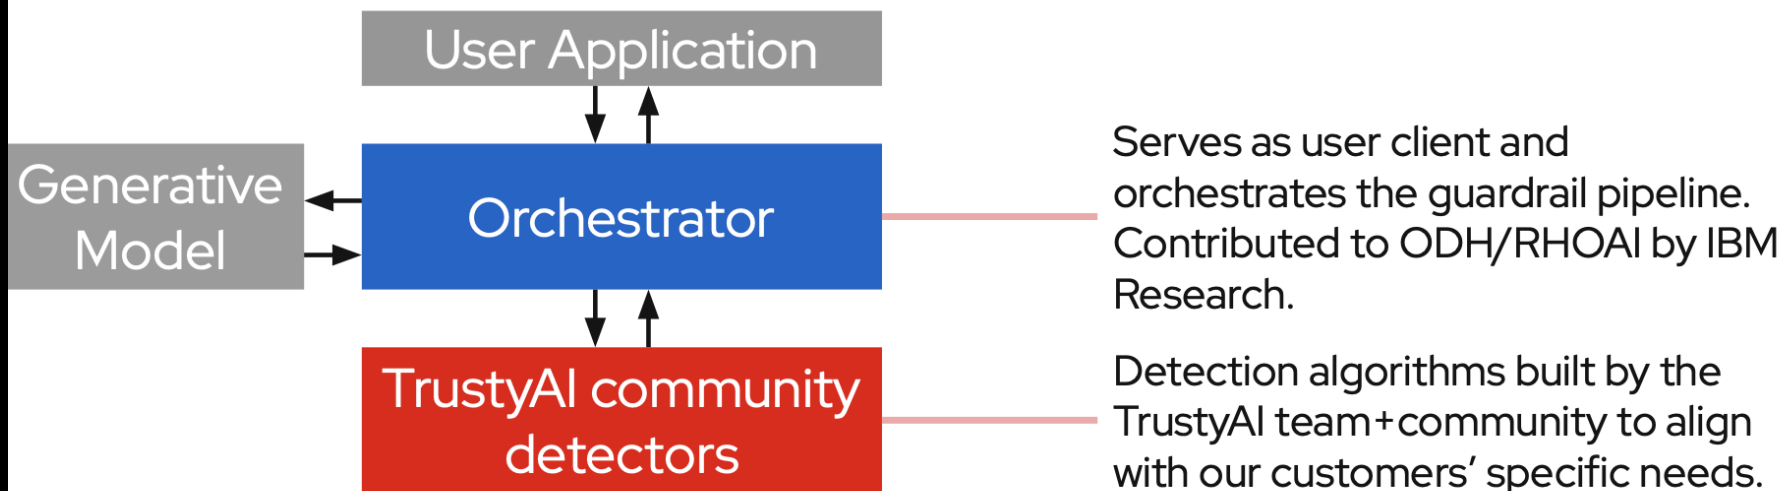 User Application
Generative
Model
Orchestrator
Serves as user client and
orchestrates the guardrail pipeline.
Contributed to ODH/RHOAI by IBM
Research.
TrustyAI community
detectors
Detection algorithms built by the
TrustyAI team+community to align
with our customers’ specific needs.